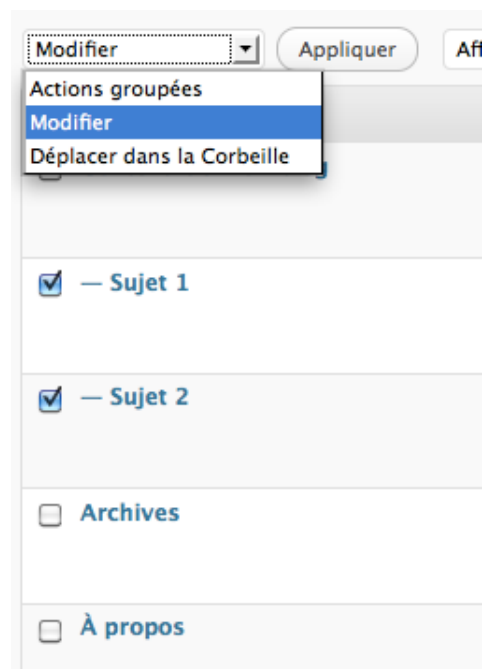 Modifier Appliquer Aff
Actions groupées
Modifier
Déplacer dans la Corbeille
— Sujet 1
— Sujet 2
Archives
À propos